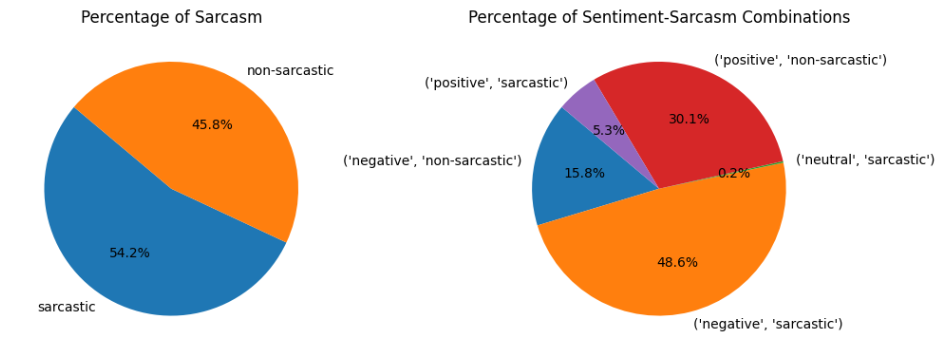 Percentage of Sarcasm
non-sarcastic
45.8%
54.2%
sarcastic
Percentage of Sentiment-Sarcasm Combinations
('positive', 'non-sarcastic')
('positive', 'sarcastic')
30.1%
5.3%
('negative', 'non-sarcastic')
('neutral', 'sarcastic')
15.8%
0.2%
48.6%
('negative', 'sarcastic')